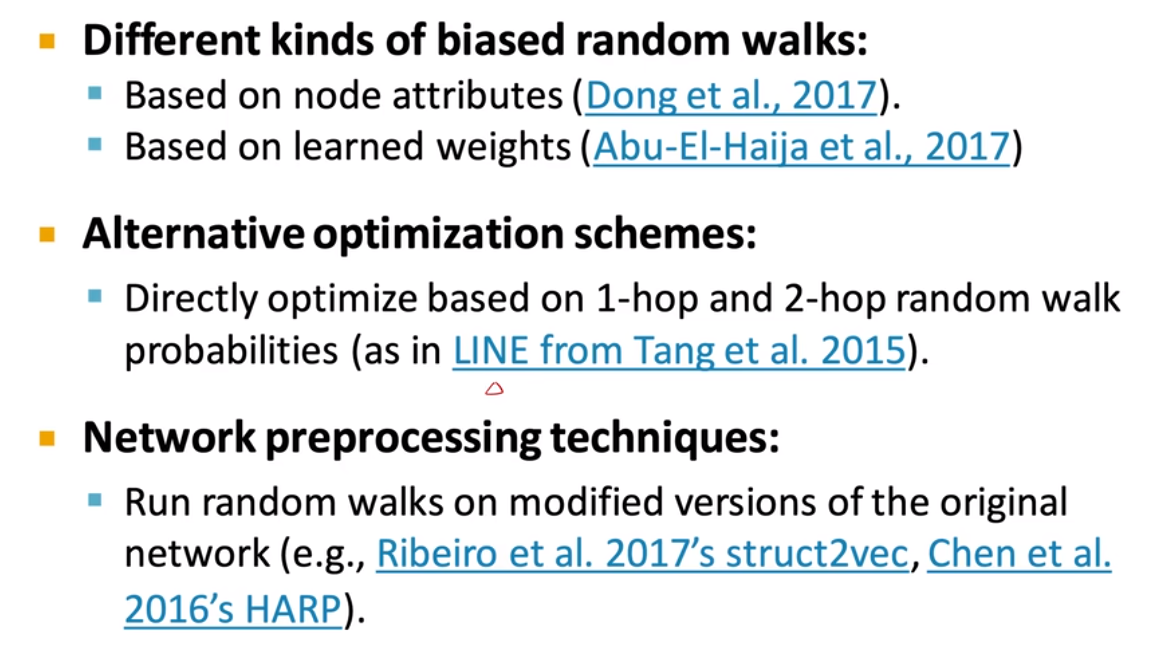 Different kinds of biased random walks:
Based on node attributes (Dong et al., 2017).
Based on learned weights (Abu-El-Haija et al., 2017)
Alternative optimization schemes:
Directly optimize based on 1-hop and 2-hop random walk
probabilities (as in LINE from Tang et al. 2015).
Network preprocessing techniques:
Run random walks on modified versions of the original
network (e.g., Ribeiro et al. 2017’s struct2vec, Chen et al.
2016’s HARP).